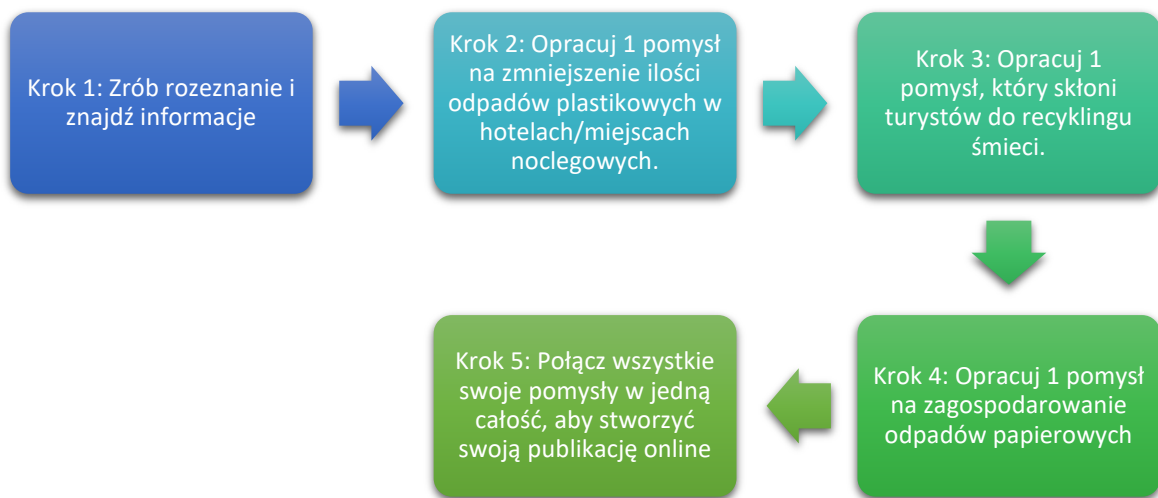 Krok 1: Zrób rozeznanie i
znajdź informacje
Krok 2: Opracuj 1 pomysł
na zmniejszenie ilości
odpadów plastikowych w
hotelach/miejscach
noclegowych.
Krok 3: Opracuj 1
pomysł, który skłoni
turystów do recyklingu
śmieci.
Krok 4: Opracuj 1 pomysł
na zagospodarowanie
odpadów papierowych
Krok 5: Połącz wszystkie
swoje pomysły w jedną
całość, aby stworzyć
swoją publikację online